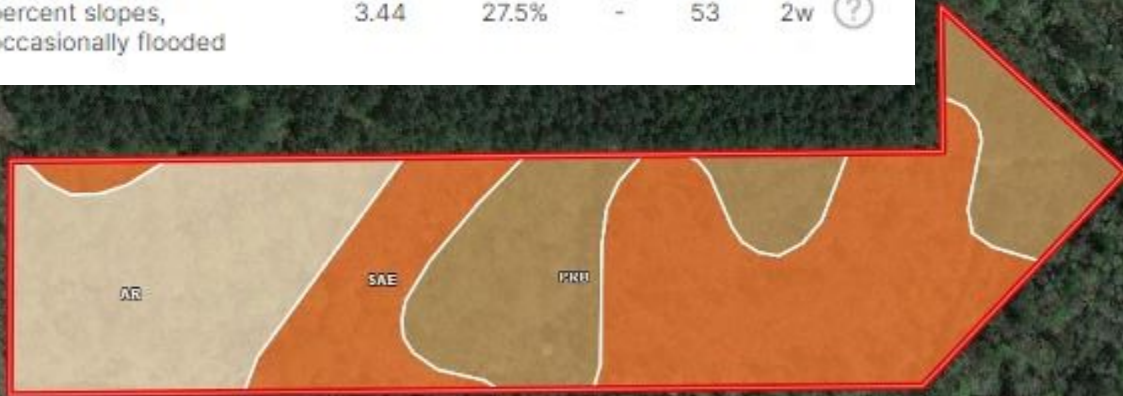 percent slopes, 3.44 27.5% - 53 2w ?
occasionally flooded
AR
SAE
PRB